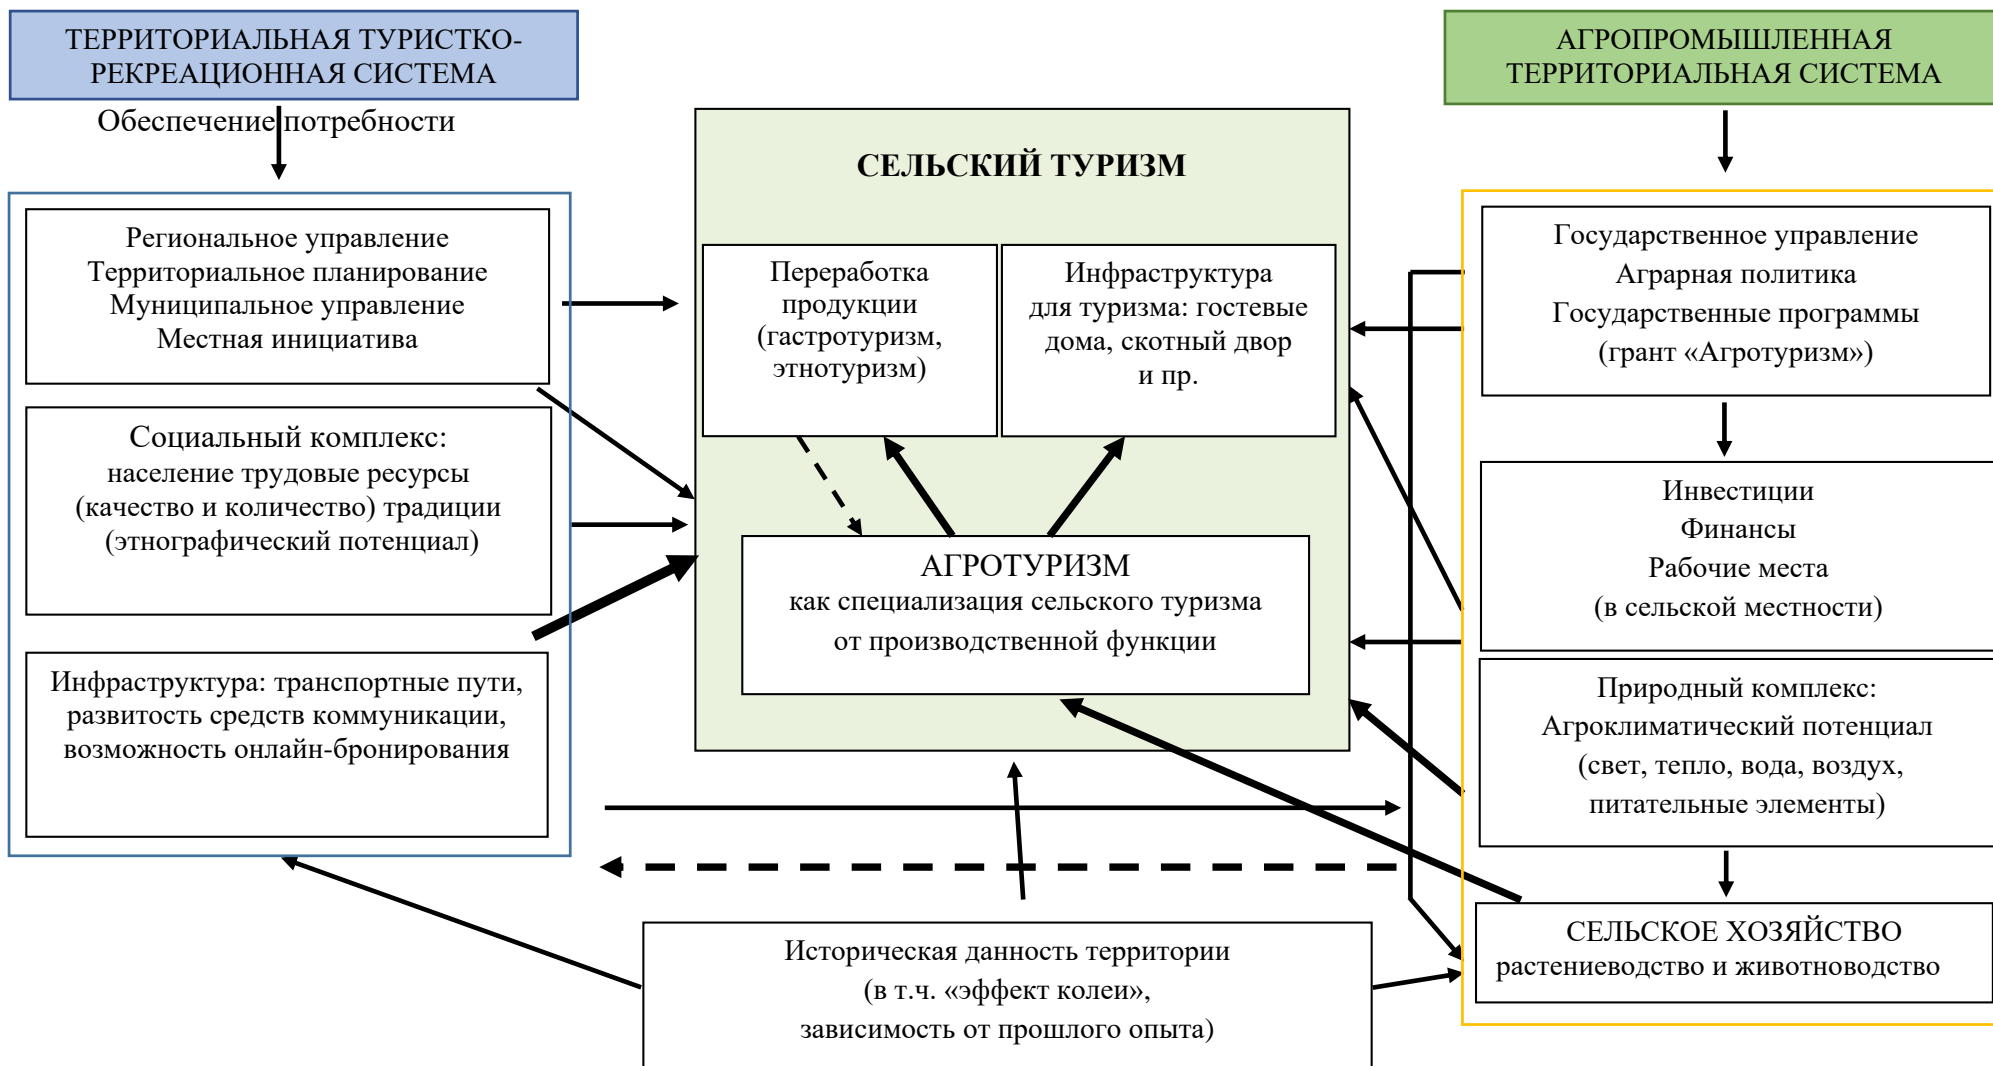 ТЕРРИТОРИАЛЬНАЯ ТУРИСТКО-
РЕКРЕАЦИОННАЯ СИСТЕМА
Обеспечение потребности
Региональное управление
Территориальное планирование
Муниципальное управление
Местная инициатива
Социальный комплекс:
население трудовые ресурсы
(качество и количество) традиции
(этнографический потенциал)
Инфраструктура: транспортные пути,
развитость средств коммуникации,
возможность онлайн-бронирования
СЕЛЬСКИЙ ТУРИЗМ
Переработка
продукции
(гастротуризм,
этнотуризм)
Инфраструктура
для туризма: гостевые
дома, скотный двор
и пр.
АГРОТУРИЗМ
как специализация сельского туризма
от производственной функции
Историческая данность территории
(в т.ч. «эффект колеи»,
зависимость от прошлого опыта)
АГРОПРОМЫШЛЕННАЯ
ТЕРРИТОРИАЛЬНАЯ СИСТЕМА
Государственное управление
Аграрная политика
Государственные программы
(грант «Агротуризм»)
Инвестиции
Финансы
Рабочие места
(в сельской местности)
Природный комплекс:
Агроклиматический потенциал
(свет, тепло, вода, воздух,
питательные элементы)
СЕЛЬСКОЕ ХОЗЯЙСТВО
растениеводство и животноводство